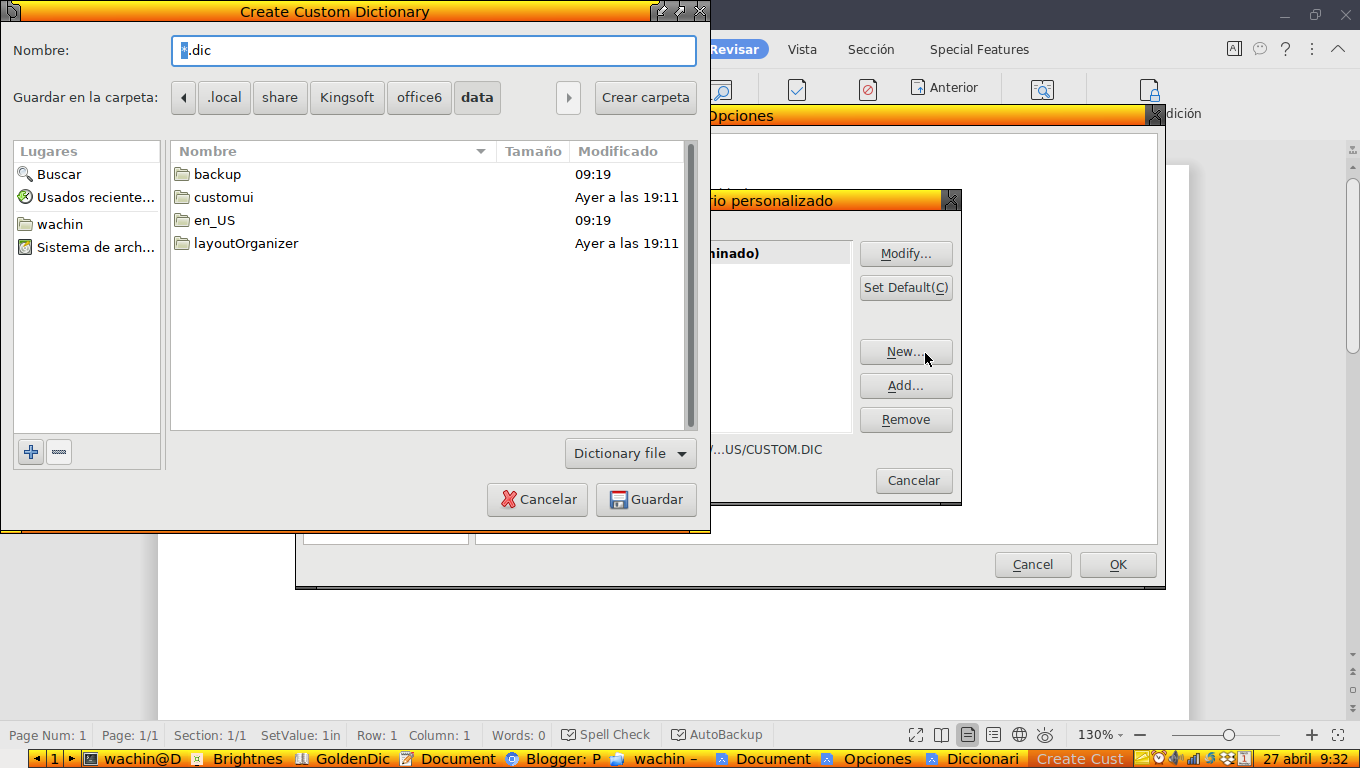 Create Custom Dictionary
Nombre: *.dic
Revisar Vista Sección Special Features
Guardar en la carpeta: .local share Kingsoft office6 data Crear carpeta
Anterior
dición
Opciones
Lugares
Buscar
Usados reciente...
wachin
Sistema de arch...
Nombre Tamaño Modificado
backup 09:19
customui Ayer a las 19:11
en_US 09:19
layoutOrganizer Ayer a las 19:11
Dictionary file
Cancelar Guardar
rio personalizado
inado)
Modify...
Set Default(C)
New...
Add...
Remove
/...US/CUSTOM.DIC
Cancelar
Cancel OK
Page Num: 1 Page: 1/1 Section: 1/1 SetValue: 1in Row: 1 Column: 1 Words: 0 Spell Check AutoBackup 130%
1 wachin@D Brightnes GoldenDic Document Blogger: P wachin – Document Opciones Diccionari Create Cust 1 27 abril 9:32